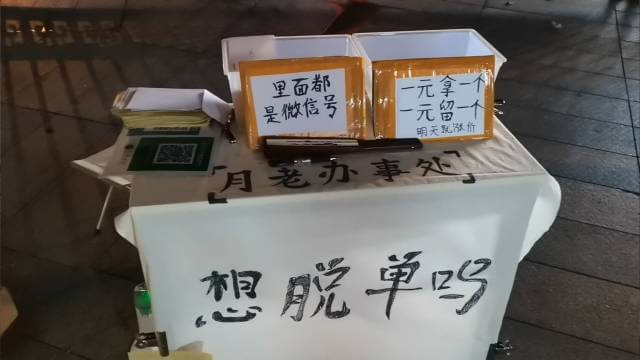 里面都
是微信号
一元拿一个
一元留一个
明天就涨价
「月老办事处」
想脱单吗